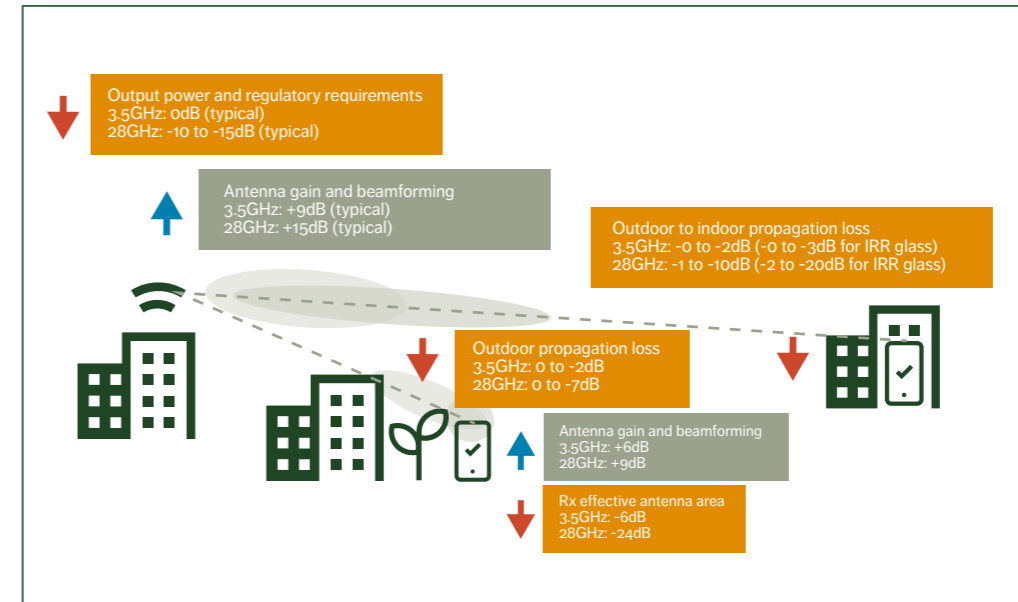 Output power and regulatory requirements
3.5GHz: 0dB (typical)
28GHz: -10 to -15dB (typical)
Antenna gain and beamforming
3.5GHz: +9dB (typical)
28GHz: +15dB (typical)
Outdoor to indoor propagation loss
3.5GHz: -0 to -2dB (-0 to -3dB for IRR glass)
28GHz: -1 to -10dB (-2 to -20dB for IRR glass)
Outdoor propagation loss
3.5GHz: 0 to -2dB
28GHz: 0 to -7dB
Antenna gain and beamforming
3.5GHz: +6dB
28GHz: +9dB
Rx effective antenna area
3.5GHz: -6dB
28GHz: -24dB